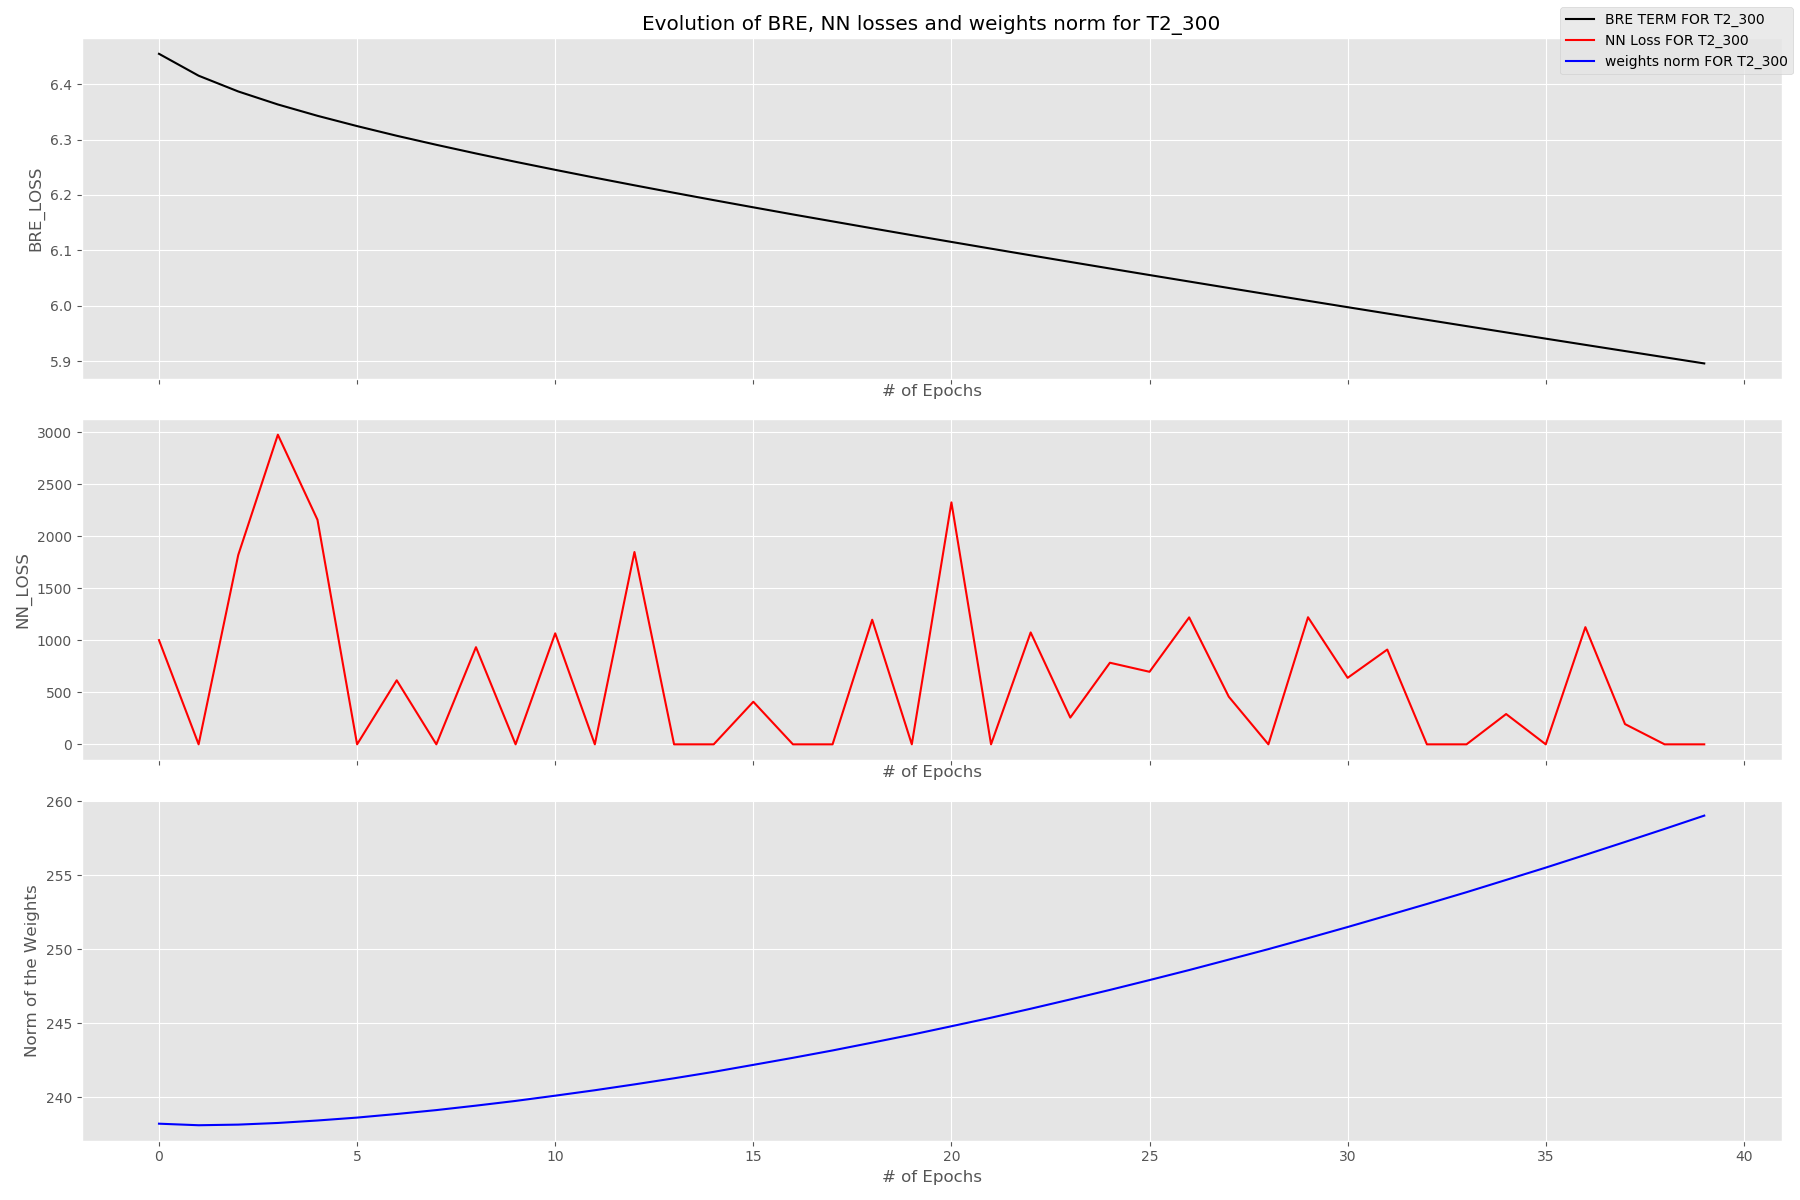 Evolution of BRE, NN losses and weights norm for T2_300
BRE TERM FOR T2_300
NN Loss FOR T2_300
weights norm FOR T2_300
BRE_LOSS
6.4
6.3
6.2
6.1
6.0
5.9
# of Epochs
NN_LOSS
3000
2500
2000
1500
1000
500
0
# of Epochs
Norm of the Weights
260
255
250
245
240
0 5 10 15 20 25 30 35 40
# of Epochs